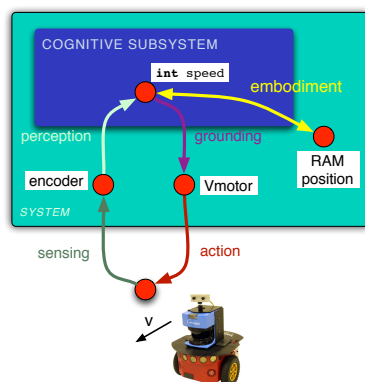 COGNITIVE SUBSYSTEM
int speed
embodiment
perception
grounding
encoder
Vmotor
RAM
position
SYSTEM
sensing
action
v